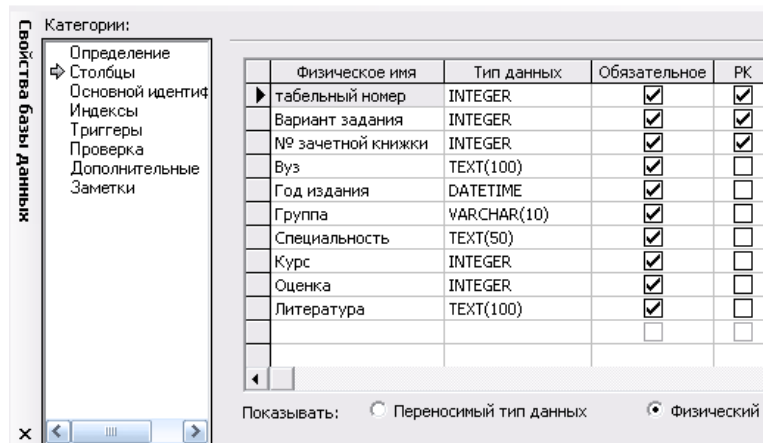 Свойства базы данных
Категории:
Определение
Столбцы
Основной идентиф
Индексы
Триггеры
Проверка
Дополнительные
Заметки
Физическое имя Тип данных Обязательное PK
табельный номер INTEGER
Вариант задания INTEGER
№ зачетной книжки INTEGER
Вуз TEXT(100)
Год издания DATETIME
Группа VARCHAR(10)
Специальность TEXT(50)
Курс INTEGER
Оценка INTEGER
Литература TEXT(100)
Показывать: Переносимый тип данных Физический